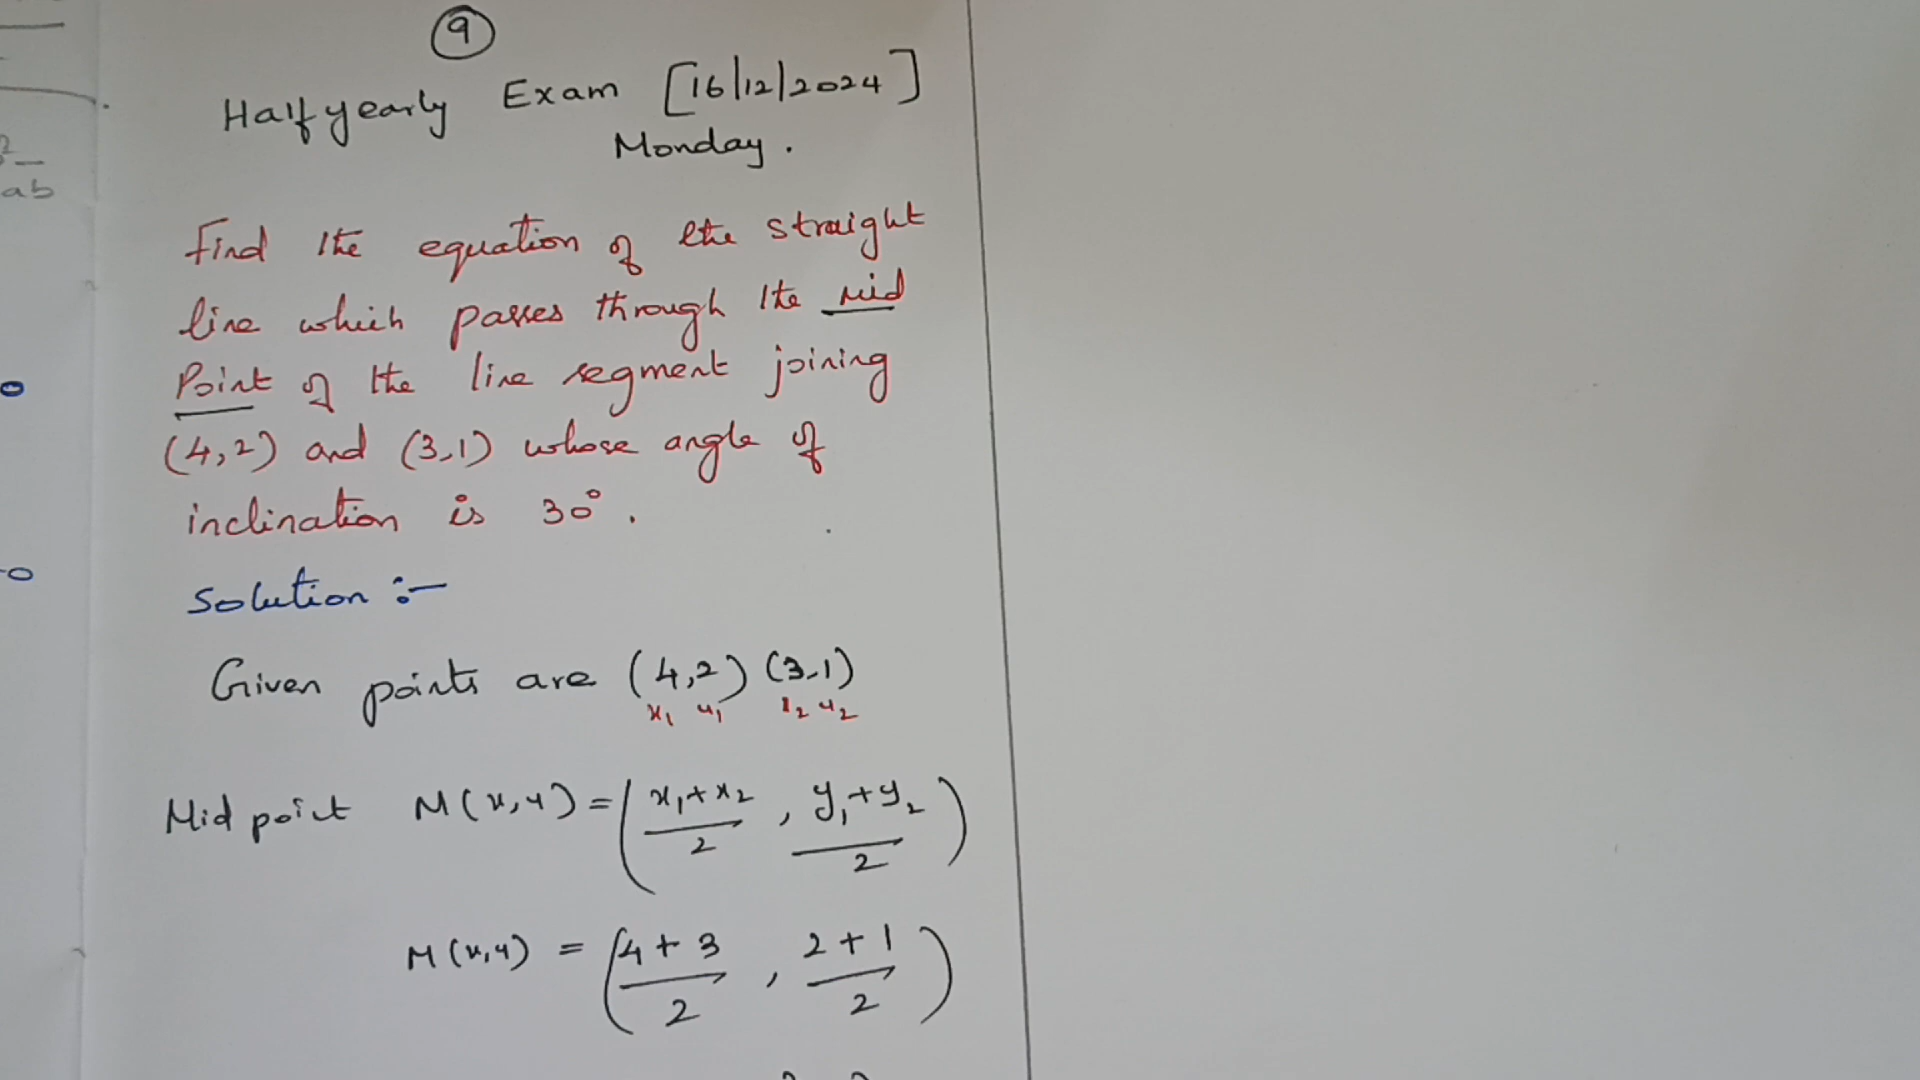 9
Half yearly Exam [16/12/2024]
Monday.
Find the equation of the straight
line which passes through the mid
Point of the line segment joining
(4,2) and (3,1) whose angle of
inclination is 30°.
Solution :-
Given points are (4,2) (3,1)
x₁ y₁ x₂ y₂
Mid point M(x,y) = (x₁+x₂/2 , y₁+y₂/2)
M(x,y) = (4+3/2 , 2+1/2)
ab